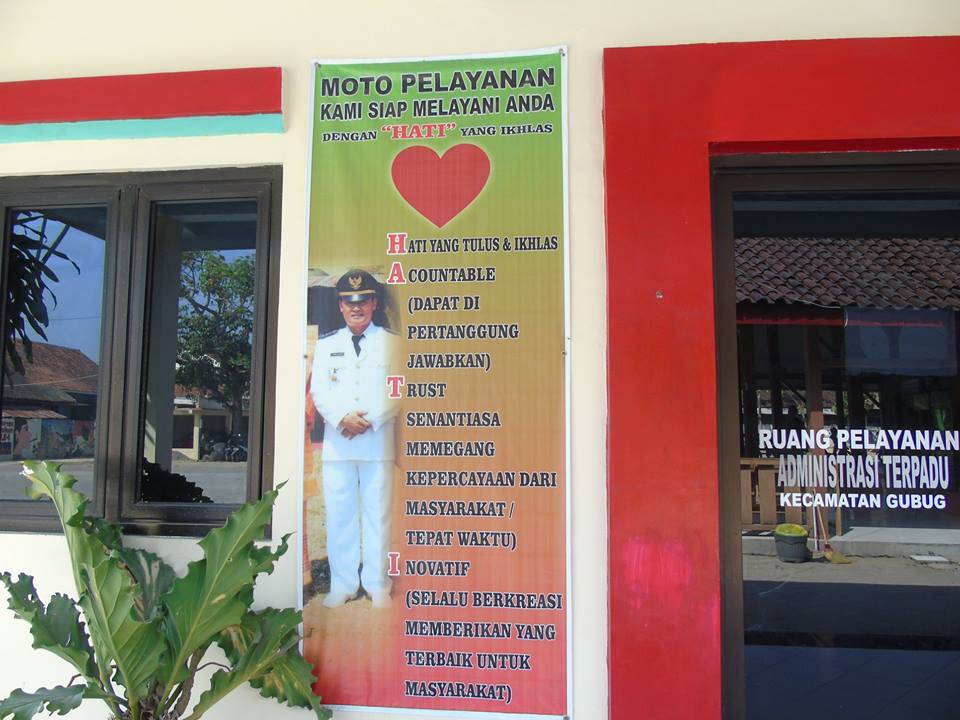 MOTO PELAYANAN
KAMI SIAP MELAYANI ANDA
DENGAN "HATI" YANG IKHLAS
HATI YANG TULUS & IKHLAS
ACOUNTABLE
(DAPAT DI
PERTANGGUNG
JAWABKAN)
TRUST
SENANTIASA
MEMEGANG
KEPERCAYAAN DARI
MASYARAKAT /
TEPAT WAKTU)
INOVATIF
(SELALU BERKREASI
MEMBERIKAN YANG
TERBAIK UNTUK
MASYARAKAT)
RUANG PELAYANAN
ADMINISTRASI TERPADU
KECAMATAN GUBUG